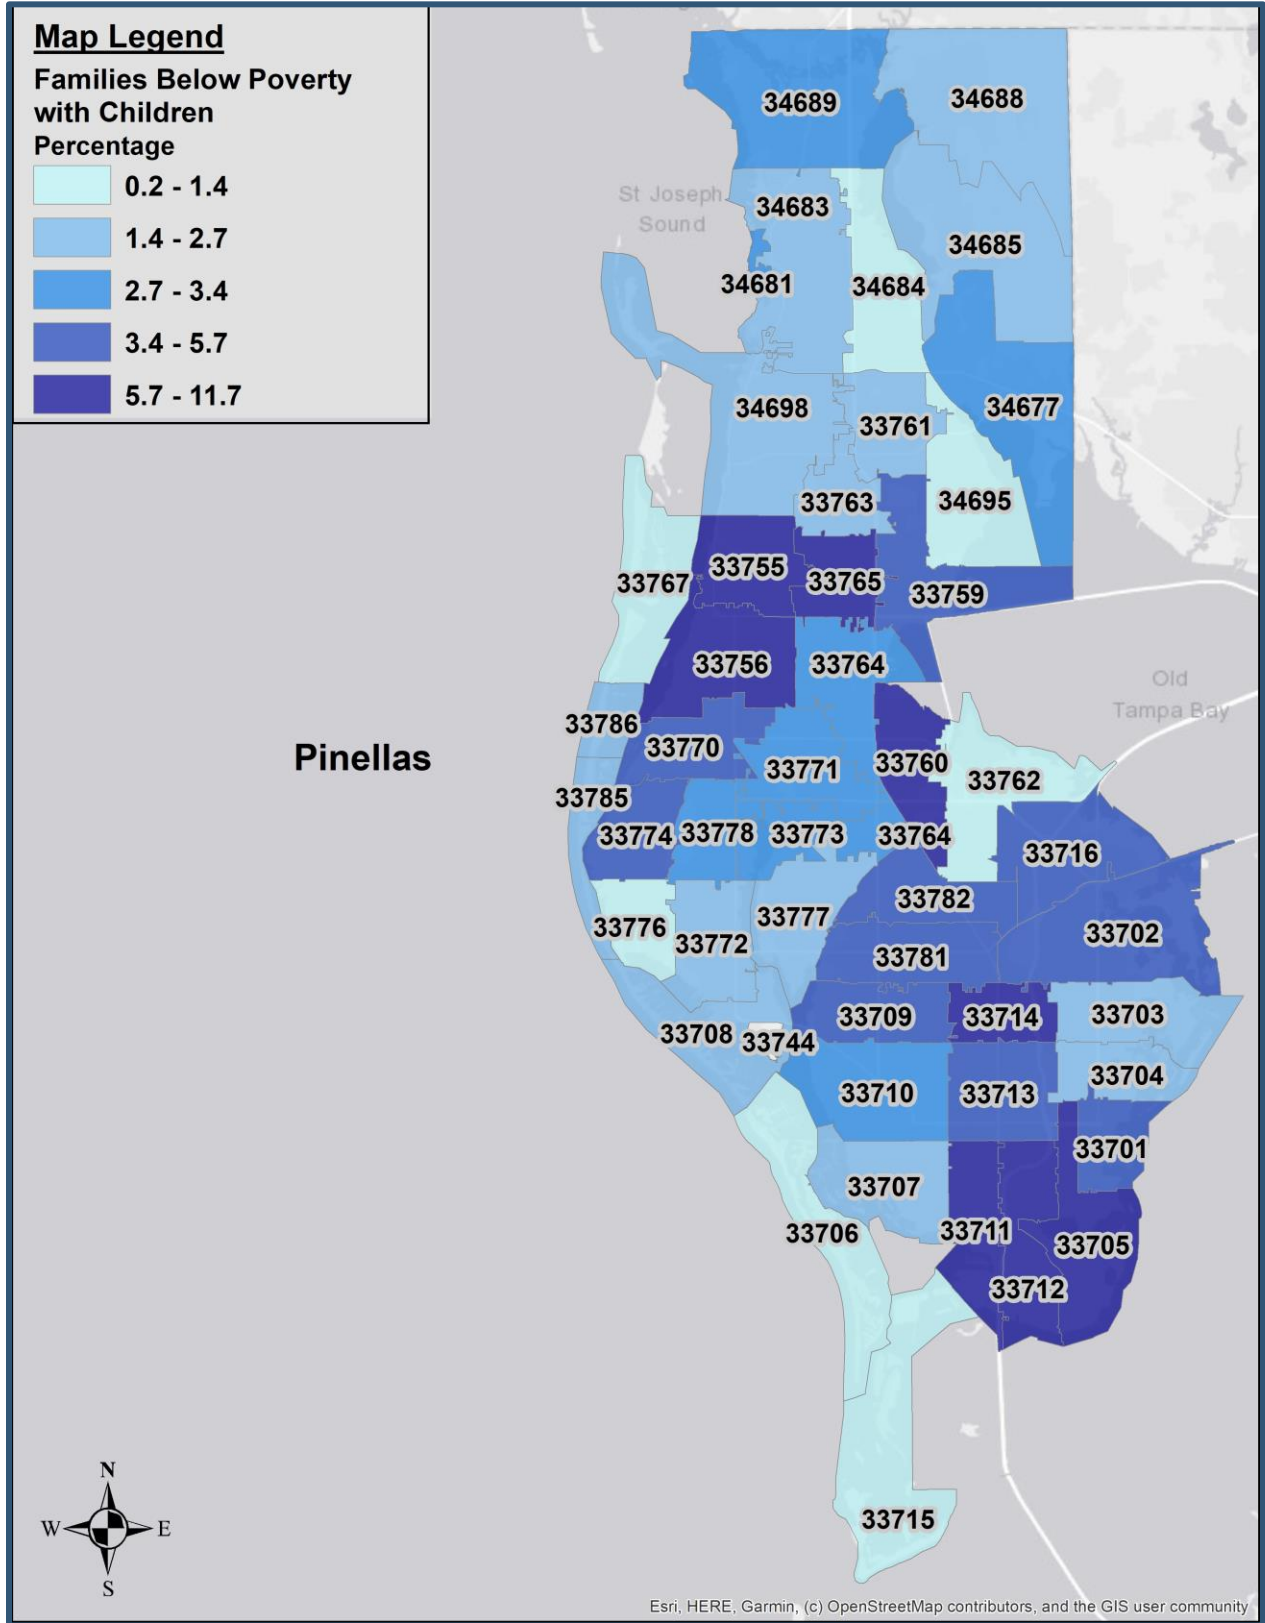 Map Legend
Families Below Poverty
with Children
Percentage
0.2 - 1.4
1.4 - 2.7
2.7 - 3.4
3.4 - 5.7
5.7 - 11.7
34689
34688
St Joseph
Sound
34683
34685
34681
34684
34698
34677
33761
33763
34695
33755
33765
33767
33759
33756
33764
Old
Tampa Bay
33786
33770
Pinellas
33771
33760
33762
33785
33774
33778
33773
33764
33716
33782
33777
33776
33772
33702
33781
33709
33714
33703
33708
33744
33704
33710
33713
33701
33707
33706
33711
33705
33712
N
W
E
S
33715
Esri, HERE, Garmin, (c) OpenStreetMap contributors, and the GIS user community